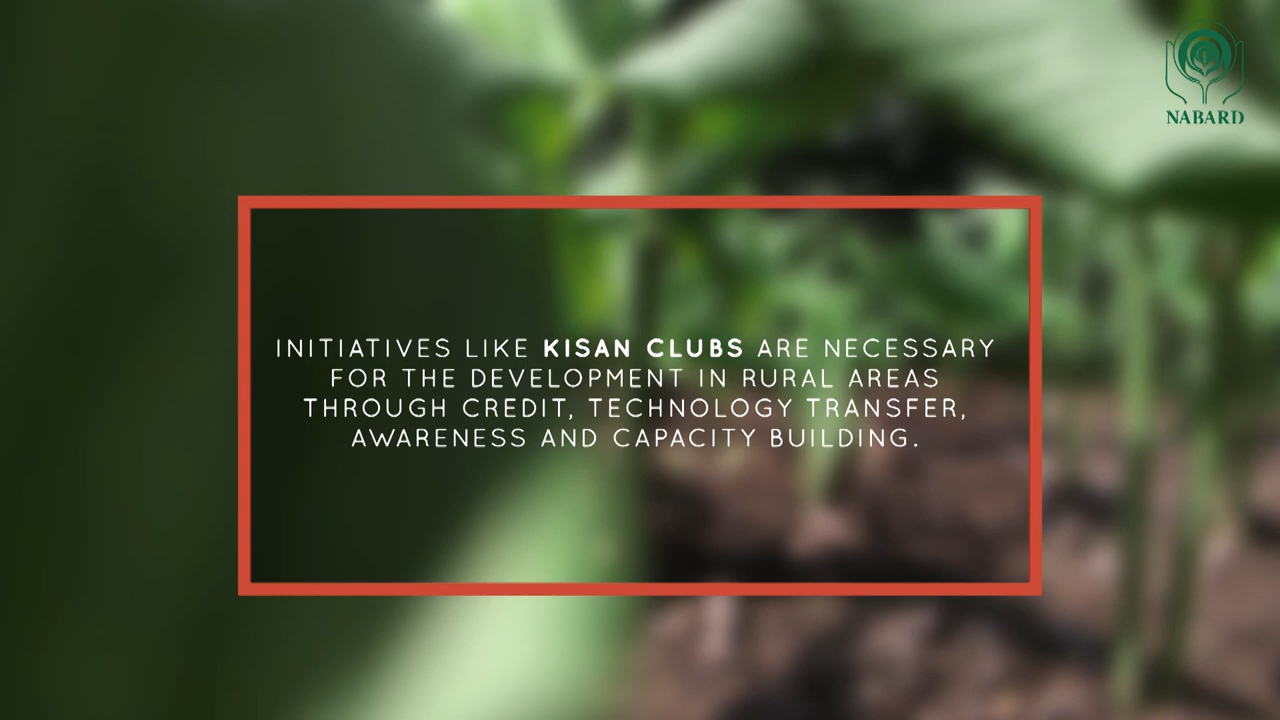 NABARD
INITIATIVES LIKE KISAN CLUBS ARE NECESSARY
FOR THE DEVELOPMENT IN RURAL AREAS
THROUGH CREDIT, TECHNOLOGY TRANSFER,
AWARENESS AND CAPACITY BUILDING.